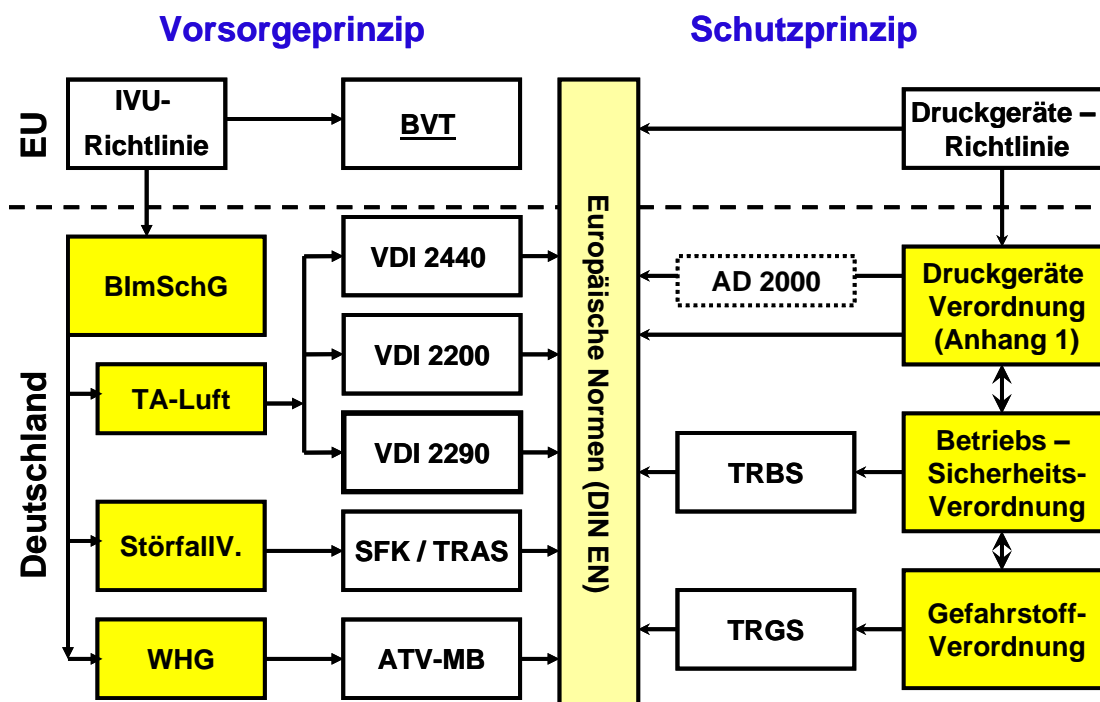 Vorsorgeprinzip
Schutzprinzip
EU
IVU-
Richtlinie
BVT
Druckgeräte –
Richtlinie
Deutschland
BImSchG
TA-Luft
StörfallV.
WHG
VDI 2440
VDI 2200
VDI 2290
SFK / TRAS
ATV-MB
Europäische Normen (DIN EN)
AD 2000
TRBS
TRGS
Druckgeräte
Verordnung
(Anhang 1)
Betriebs –
Sicherheits-
Verordnung
Gefahrstoff-
Verordnung